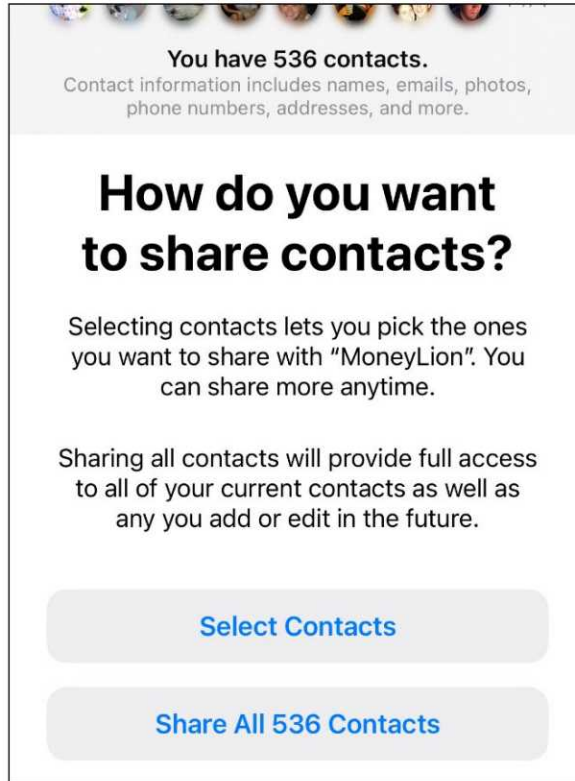 You have 536 contacts.
Contact information includes names, emails, photos,
phone numbers, addresses, and more.
How do you want
to share contacts?
Selecting contacts lets you pick the ones
you want to share with “MoneyLion”. You
can share more anytime.
Sharing all contacts will provide full access
to all of your current contacts as well as
any you add or edit in the future.
Select Contacts
Share All 536 Contacts